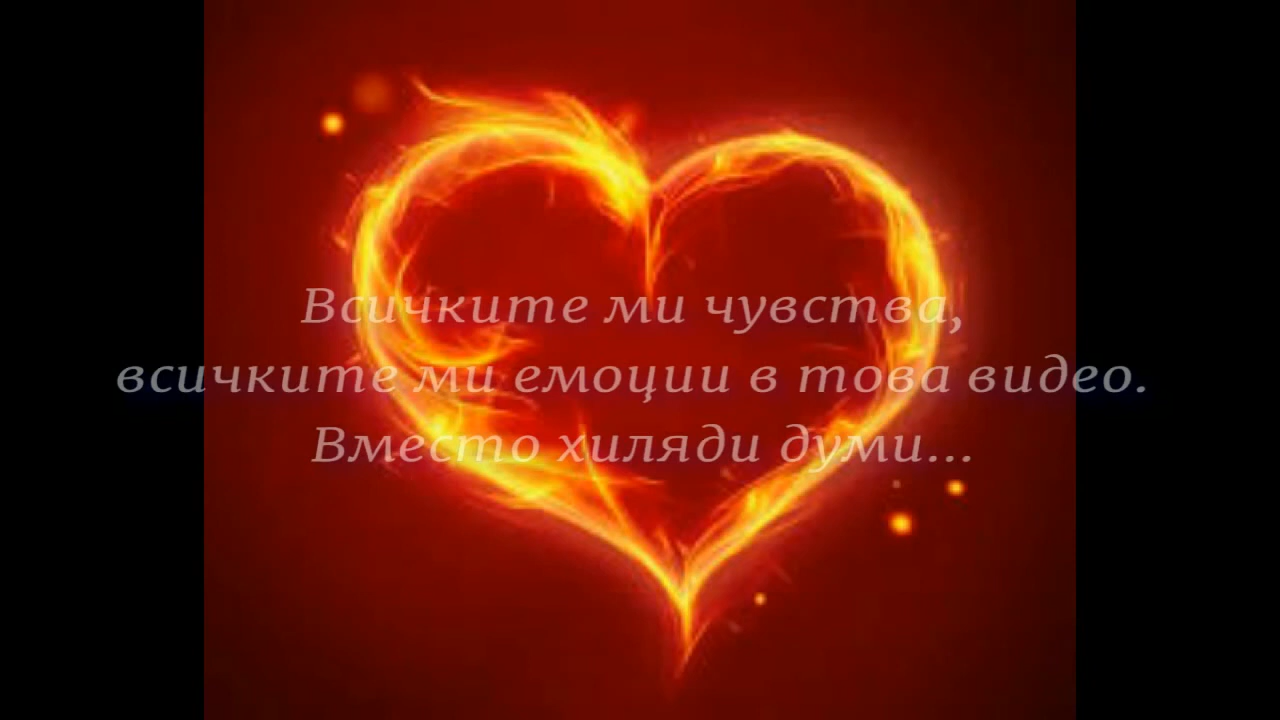 Всичките ми чувства,
всичките ми емоции в това видео.
Вместо хиляди думи...